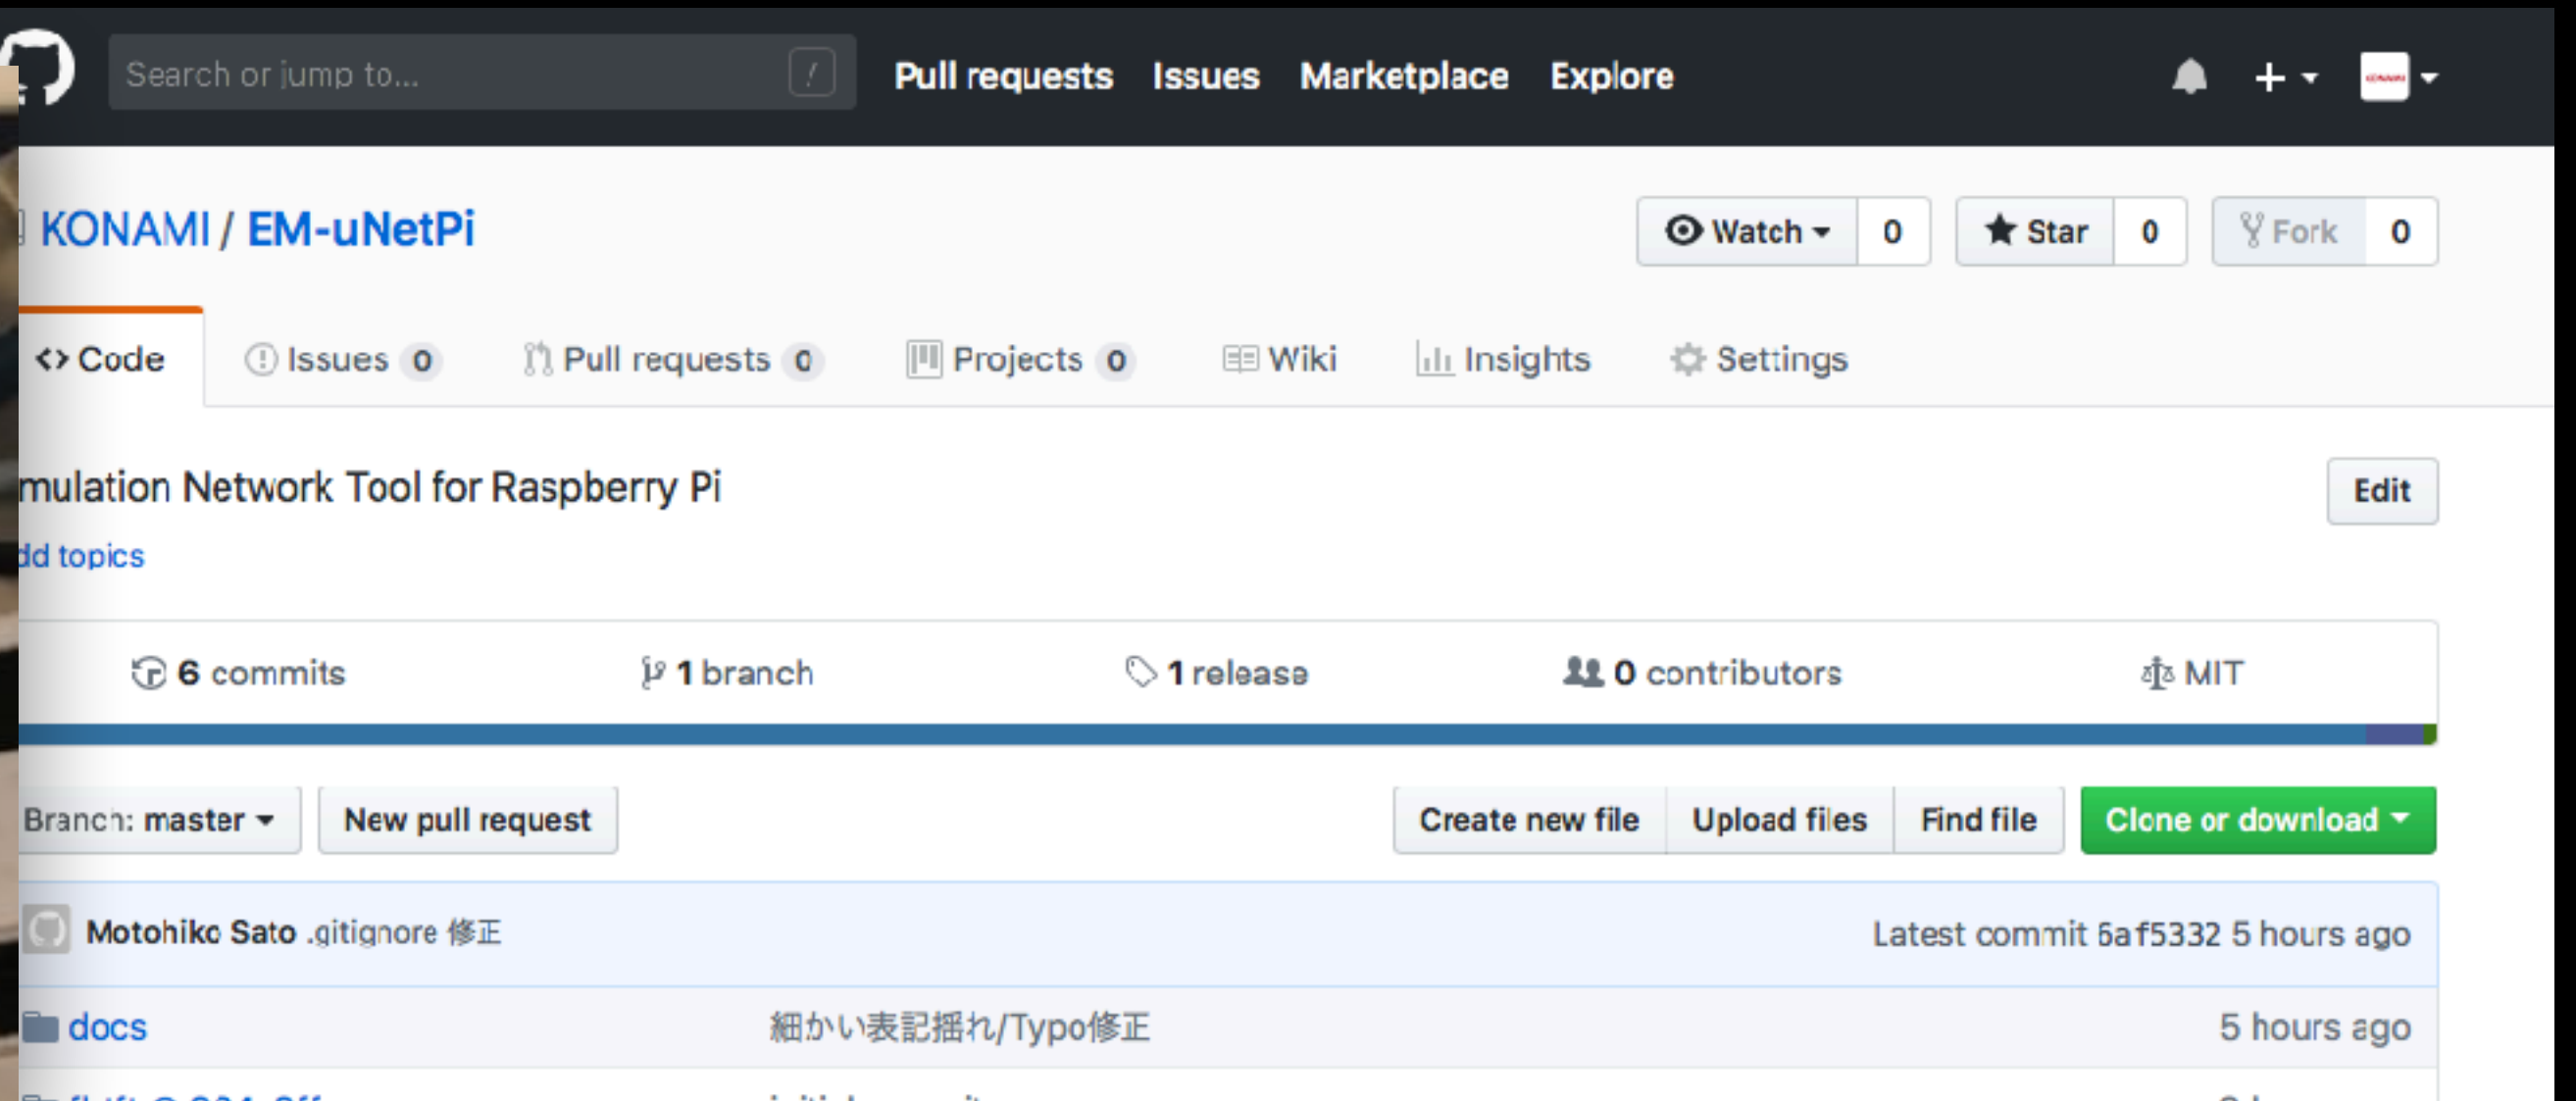 Search or jump to... / Pull requests Issues Marketplace Explore
KONAMI / EM-uNetPi Watch 0 Star 0 Fork 0
Code Issues 0 Pull requests 0 Projects 0 Wiki Insights Settings
mulation Network Tool for Raspberry Pi Edit
dd topics
6 commits 1 branch 1 release 0 contributors MIT
Branch: master New pull request Create new file Upload files Find file Clone or download
Motohiko Sato .gitignore 修正 Latest commit 6af5332 5 hours ago
docs 細かい表記揺れ/Typo修正 5 hours ago